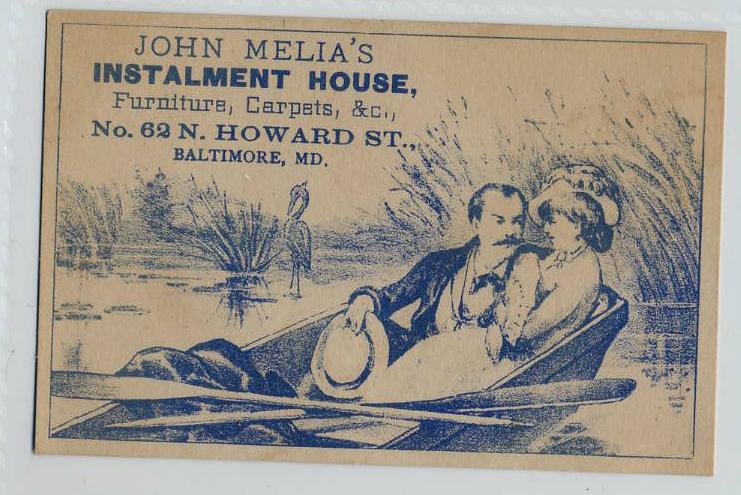 JOHN MELIA'S
INSTALMENT HOUSE,
Furniture, Carpets, &c.,
No. 62 N. HOWARD ST.,
BALTIMORE, MD.